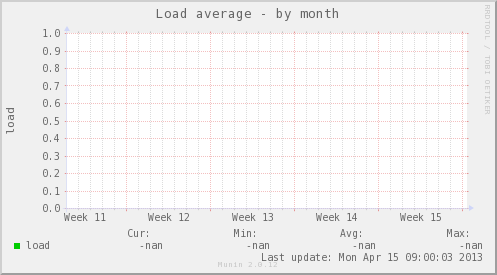 Load average - by month
RRDTOOL / TOBI OETIKER
load
1.0
0.9
0.8
0.7
0.6
0.5
0.4
0.3
0.2
0.1
0.0
Week 11 Week 12 Week 13 Week 14 Week 15
Cur: Min: Avg: Max:
load -nan -nan -nan -nan
Last update: Mon Apr 15 09:00:03 2013
Munin 2.0.12